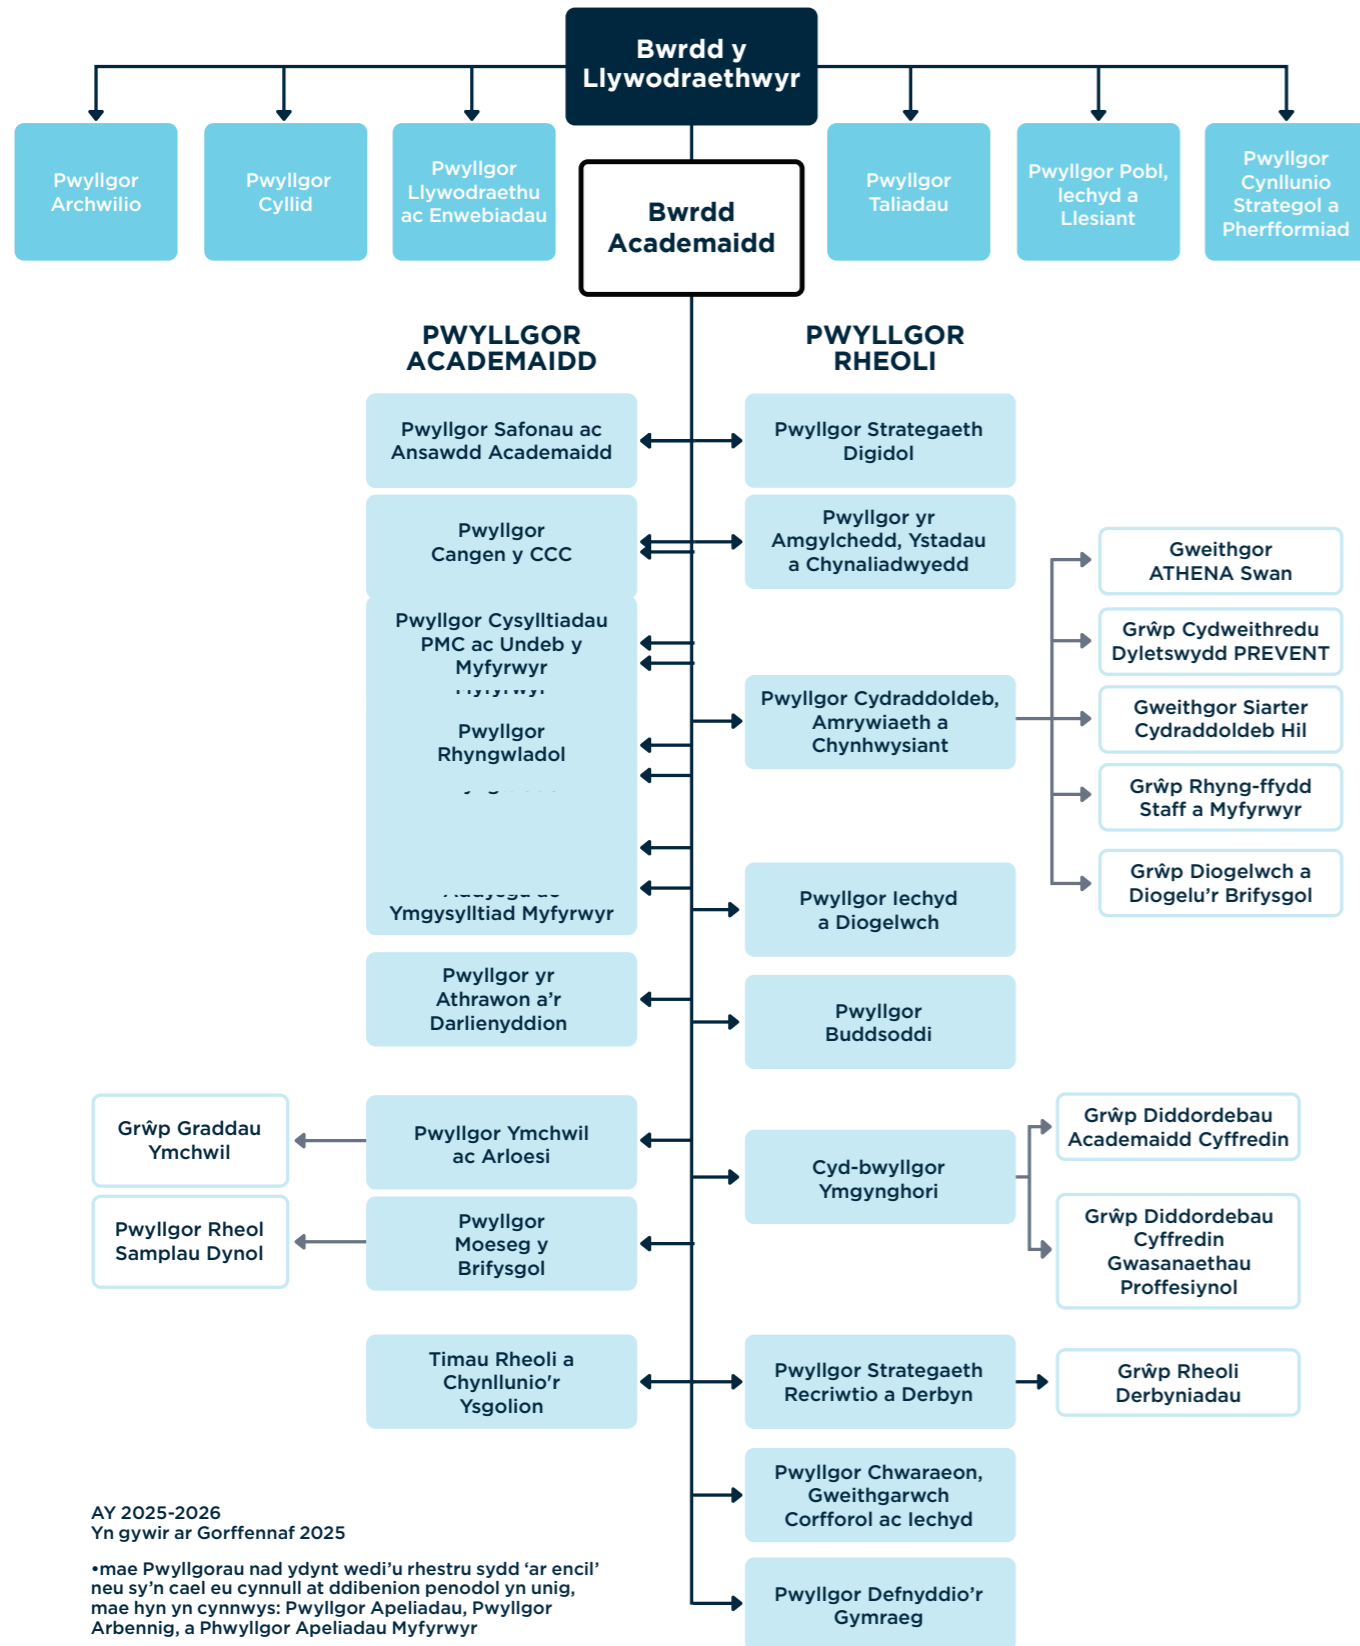 Bwrdd y
Llywodraethwyr
Pwyllgor
Archwilio
Pwyllgor
Cyllid
Pwyllgor
Llywodraethu
ac Enwebiadau
Bwrdd
Academaidd
Pwyllgor
Taliadau
Pwyllgor Pobl,
Iechyd a
Llesiant
Pwyllgor
Cynllunio
Strategol a
Pherfformiad
PWYLLGOR
ACADEMAIDD
Pwyllgor Safonau ac
Ansawdd Academaidd
Pwyllgor
Cangen y CCC
Pwyllgor Cysylltiadau
PMC ac Undeb y
Myfyrwyr
Pwyllgor
Rhyngwladol
Ymgysylltiad Myfyrwyr
Pwyllgor yr
Athrawon a’r
Darlienyddion
Pwyllgor Ymchwil
ac Arloesi
Grŵp Graddau
Ymchwil
Pwyllgor
Moeseg y
Brifysgol
Pwyllgor Rheol
Samplau Dynol
Timau Rheoli a
Chynllunio'r
Ysgolion
PWYLLGOR
RHEOLI
Pwyllgor Strategaeth
Digidol
Pwyllgor yr
Amgylchedd, Ystadau
a Chynaliadwyedd
Pwyllgor Cydraddoldeb,
Amrywiaeth a
Chynhwysiant
Gweithgor
ATHENA Swan
Grŵp Cydweithredu
Dyletswydd PREVENT
Gweithgor Siarter
Cydraddoldeb Hil
Grŵp Rhyng-ffydd
Staff a Myfyrwyr
Grŵp Diogelwch a
Diogelu’r Brifysgol
Pwyllgor Iechyd
a Diogelwch
Pwyllgor
Buddsoddi
Cyd-bwyllgor
Ymgynghori
Grŵp Diddordebau
Academaidd Cyffredin
Grŵp Diddordebau
Cyffredin
Gwasanaethau
Proffesiynol
Pwyllgor Strategaeth
Recriwtio a Derbyn
Grŵp Rheoli
Derbyniadau
Pwyllgor Chwaraeon,
Gweithgarwch
Corfforol ac Iechyd
Pwyllgor Defnyddio’r
Gymraeg
AY 2025-2026
Yn gywir ar Gorffennaf 2025
•mae Pwyllgorau nad ydynt wedi’u rhestru sydd ‘ar encil’
neu sy’n cael eu cynnull at ddibenion penodol yn unig,
mae hyn yn cynnwys: Pwyllgor Apeliadau, Pwyllgor
Arbennig, a Phwyllgor Apeliadau Myfyrwyr